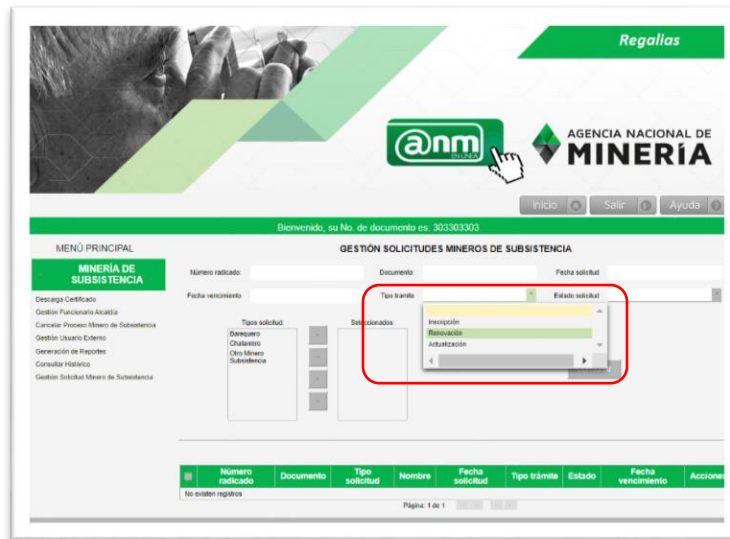 Regalias
@nm
EN LÍNEA
AGENCIA NACIONAL DE
MINERÍA
Inicio Salir Ayuda
Bienvenido, su No. de documento es: 303303303
MENÚ PRINCIPAL
MINERÍA DE
SUBSISTENCIA
Descarga Certificado
Gestión Funcionario Alcaldía
Cancelar Proceso Minero de Subsistencia
Gestión Usuario Externo
Generación de Reportes
Consultar Histórico
Gestión Solicitud Minero de Subsistencia
GESTIÓN SOLICITUDES MINEROS DE SUBSISTENCIA
Número radicado: Documento: Fecha solicitud
Fecha vencimiento Tipo tramite Estado solicitud
Inscripción
Renovación
Actualización
Tipos solicitud: Seleccionados:
Barequero
Chatarrero
Otro Minero
Subsistencia
Número radicado Documento Tipo solicitud Nombre Fecha solicitud Tipo trámite Estado Fecha vencimiento Acciones
No existen registros
Página: 1 de 1